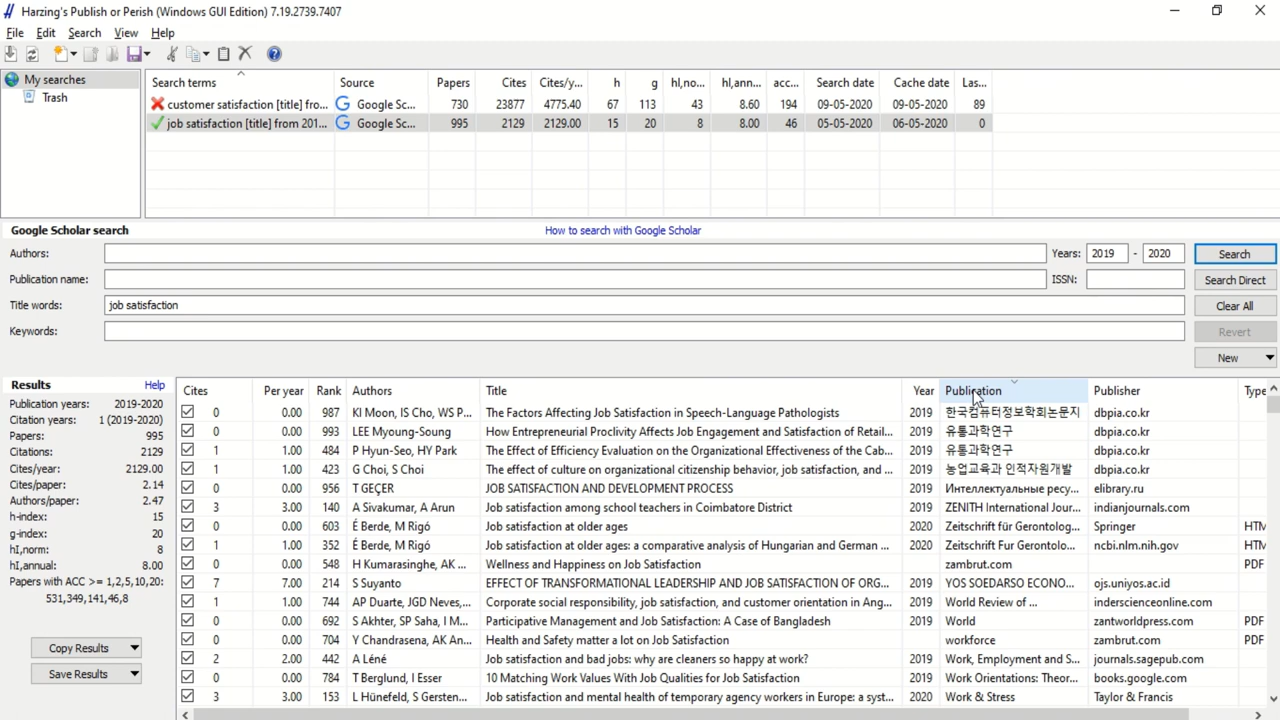 Harzing's Publish or Perish (Windows GUI Edition) 7.19.2739.7407
File Edit Search View Help
My searches
Trash
Search terms Source Papers Cites Cites/y... h g hI,no... hI,ann... acc... Search date Cache date Las...
customer satisfaction [title] fro... Google Sc... 730 23877 4775.40 67 113 43 8.60 194 09-05-2020 09-05-2020 89
job satisfaction [title] from 201... Google Sc... 995 2129 2129.00 15 20 8 8.00 46 05-05-2020 06-05-2020 0
Google Scholar search How to search with Google Scholar
Authors: Years: 2019 - 2020 Search
Publication name: ISSN: Search Direct
Title words: job satisfaction Clear All
Keywords: Revert
New
Results Help
Publication years: 2019-2020
Citation years: 1 (2019-2020)
Papers: 995
Citations: 2129
Cites/year: 2129.00
Cites/paper: 2.14
Authors/paper: 2.47
h-index: 15
g-index: 20
hI,norm: 8
hI,annual: 8.00
Papers with ACC >= 1,2,5,10,20:
531,349,141,46,8
Copy Results
Save Results
Cites Per year Rank Authors Title Year Publication Publisher Type
0 0.00 987 KI Moon, IS Cho, WS P... The Factors Affecting Job Satisfaction in Speech-Language Pathologists 2019 한국컴퓨터정보학회논문지 dbpia.co.kr
0 0.00 993 LEE Myoung-Soung How Entrepreneurial Proclivity Affects Job Engagement and Satisfaction of Retail... 2019 유통과학연구 dbpia.co.kr
1 1.00 484 P Hyun-Seo, HY Park The Effect of Efficiency Evaluation on the Organizational Effectiveness of the Cab... 2019 유통과학연구 dbpia.co.kr
1 1.00 423 G Choi, S Choi The effect of culture on organizational citizenship behavior, job satisfaction, and ... 2019 농업교육과 인적자원개발 dbpia.co.kr
0 0.00 956 T GEÇER JOB SATISFACTION AND DEVELOPMENT PROCESS 2019 Интеллектуальные ресу... elibrary.ru
3 3.00 140 A Sivakumar, A Arun Job satisfaction among school teachers in Coimbatore District 2019 ZENITH International Jour... indianjournals.com
0 0.00 603 É Berde, M Rigó Job satisfaction at older ages 2020 Zeitschrift für Gerontolog... Springer HTM
1 1.00 352 É Berde, M Rigó Job satisfaction at older ages: a comparative analysis of Hungarian and German ... 2020 Zeitschrift Fur Gerontolo... ncbi.nlm.nih.gov HTM
0 0.00 548 H Kumarasinghe, AK ... Wellness and Happiness on Job Satisfaction zambrut.com PDF
7 7.00 214 S Suyanto EFFECT OF TRANSFORMATIONAL LEADERSHIP AND JOB SATISFACTION OF ORG... 2019 YOS SOEDARSO ECONO... ojs.uniyos.ac.id
1 1.00 744 AP Duarte, JGD Neves,... Corporate social responsibility, job satisfaction, and customer orientation in Ang... 2019 World Review of ... inderscienceonline.com
0 0.00 692 S Akhter, SP Saha, I M... Participative Management and Job Satisfaction: A Case of Bangladesh 2019 World zantworldpress.com PDF
0 0.00 704 Y Chandrasena, AK An... Health and Safety matter a lot on Job Satisfaction workforce zambrut.com PDF
2 2.00 442 A Léné Job satisfaction and bad jobs: why are cleaners so happy at work? 2019 Work, Employment and S... journals.sagepub.com
0 0.00 784 T Berglund, I Esser 10 Matching Work Values With Job Qualities for Job Satisfaction 2019 Work Orientations: Theor... books.google.com
3 3.00 153 L Hünefeld, S Gersten... Job satisfaction and mental health of temporary agency workers in Europe: a syst... 2020 Work & Stress Taylor & Francis